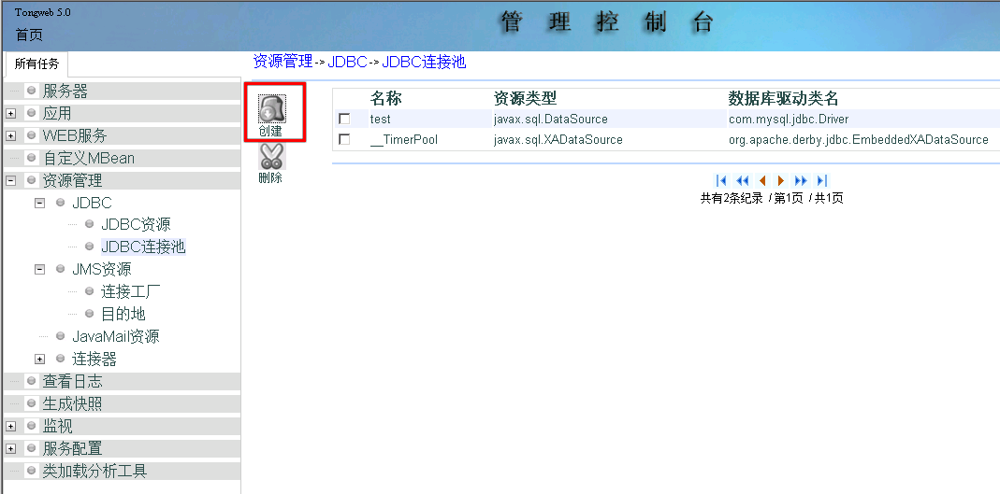 Tongweb 5.0
管 理 控 制 台
首页
所有任务
资源管理->JDBC->JDBC连接池
服务器
应用
WEB服务
自定义MBean
资源管理
JDBC
JDBC资源
JDBC连接池
JMS资源
连接工厂
目的地
JavaMail资源
连接器
查看日志
生成快照
监视
服务配置
类加载分析工具
创建
删除
名称 资源类型 数据库驱动类名
test javax.sql.DataSource com.mysql.jdbc.Driver
__TimerPool javax.sql.XADataSource org.apache.derby.jdbc.EmbeddedXADataSource
共有2条纪录 / 第1页 / 共1页